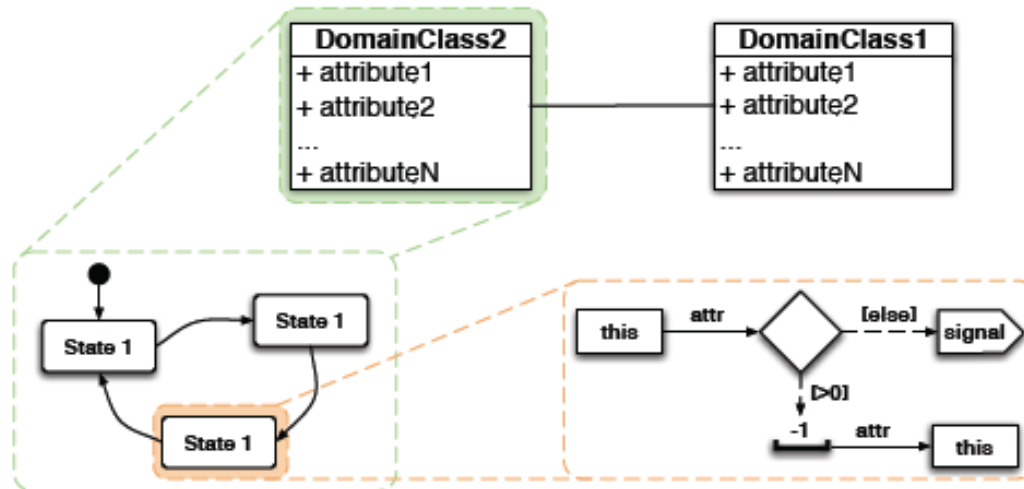 DomainClass2
+ attribute1
+ attribute2
...
+ attributeN
DomainClass1
+ attribute1
+ attribute2
...
+ attributeN
State 1
State 1
State 1
this
attr
[else]
signal
[>0]
-1
attr
this